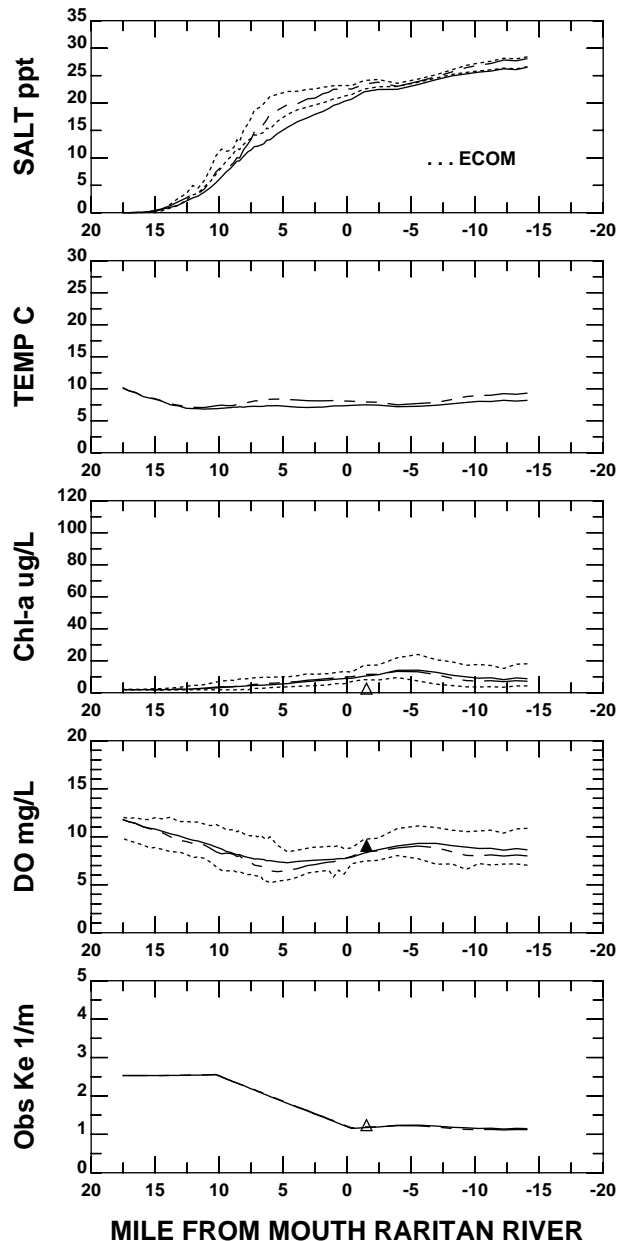 SALT ppt
35
30
25
20
15
10
5
0
. . . ECOM
20 15 10 5 0 -5 -10 -15 -20
TEMP C
30
25
20
15
10
5
0
20 15 10 5 0 -5 -10 -15 -20
Chl-a ug/L
120
100
80
60
40
20
0
20 15 10 5 0 -5 -10 -15 -20
DO mg/L
20
15
10
5
0
20 15 10 5 0 -5 -10 -15 -20
Obs Ke 1/m
5
4
3
2
1
0
20 15 10 5 0 -5 -10 -15 -20
MILE FROM MOUTH RARITAN RIVER